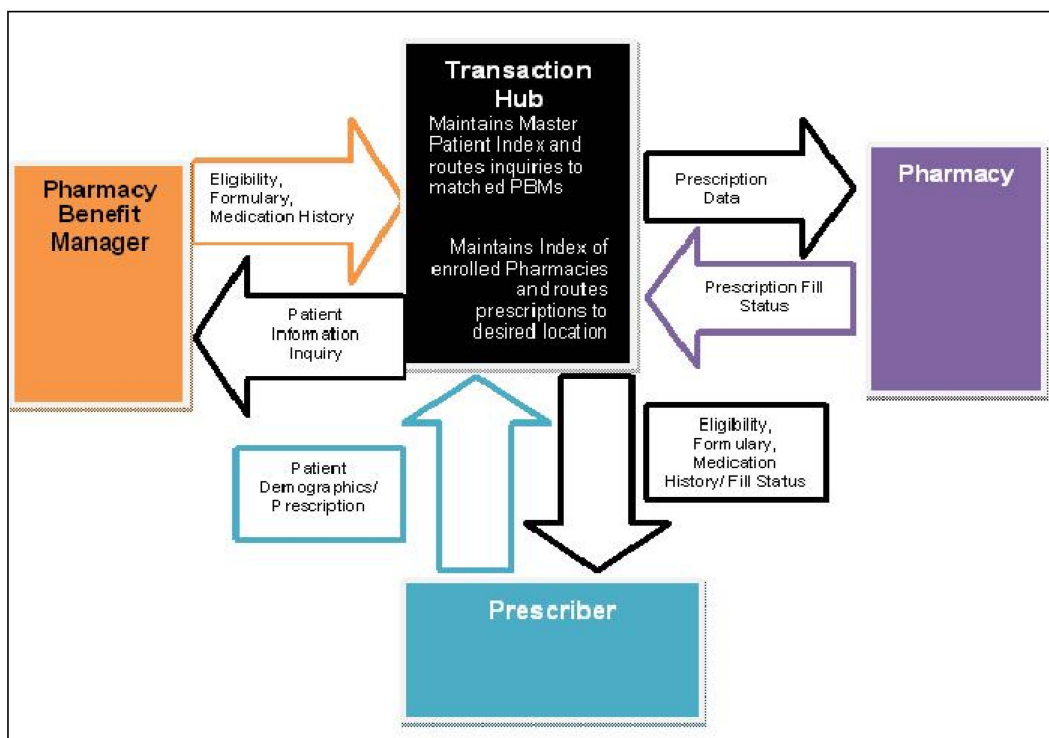 Transaction
Hub
Maintains Master
Patient Index and
routes inquiries to
matched PBMs
Maintains Index of
enrolled Pharmacies
and routes
prescriptions to
desired location
Pharmacy
Benefit
Manager
Eligibility,
Formulary,
Medication History
Patient
Information
Inquiry
Prescription
Data
Prescription Fill
Status
Pharmacy
Patient
Demographics/
Prescription
Eligibility,
Formulary,
Medication
History/ Fill Status
Prescriber